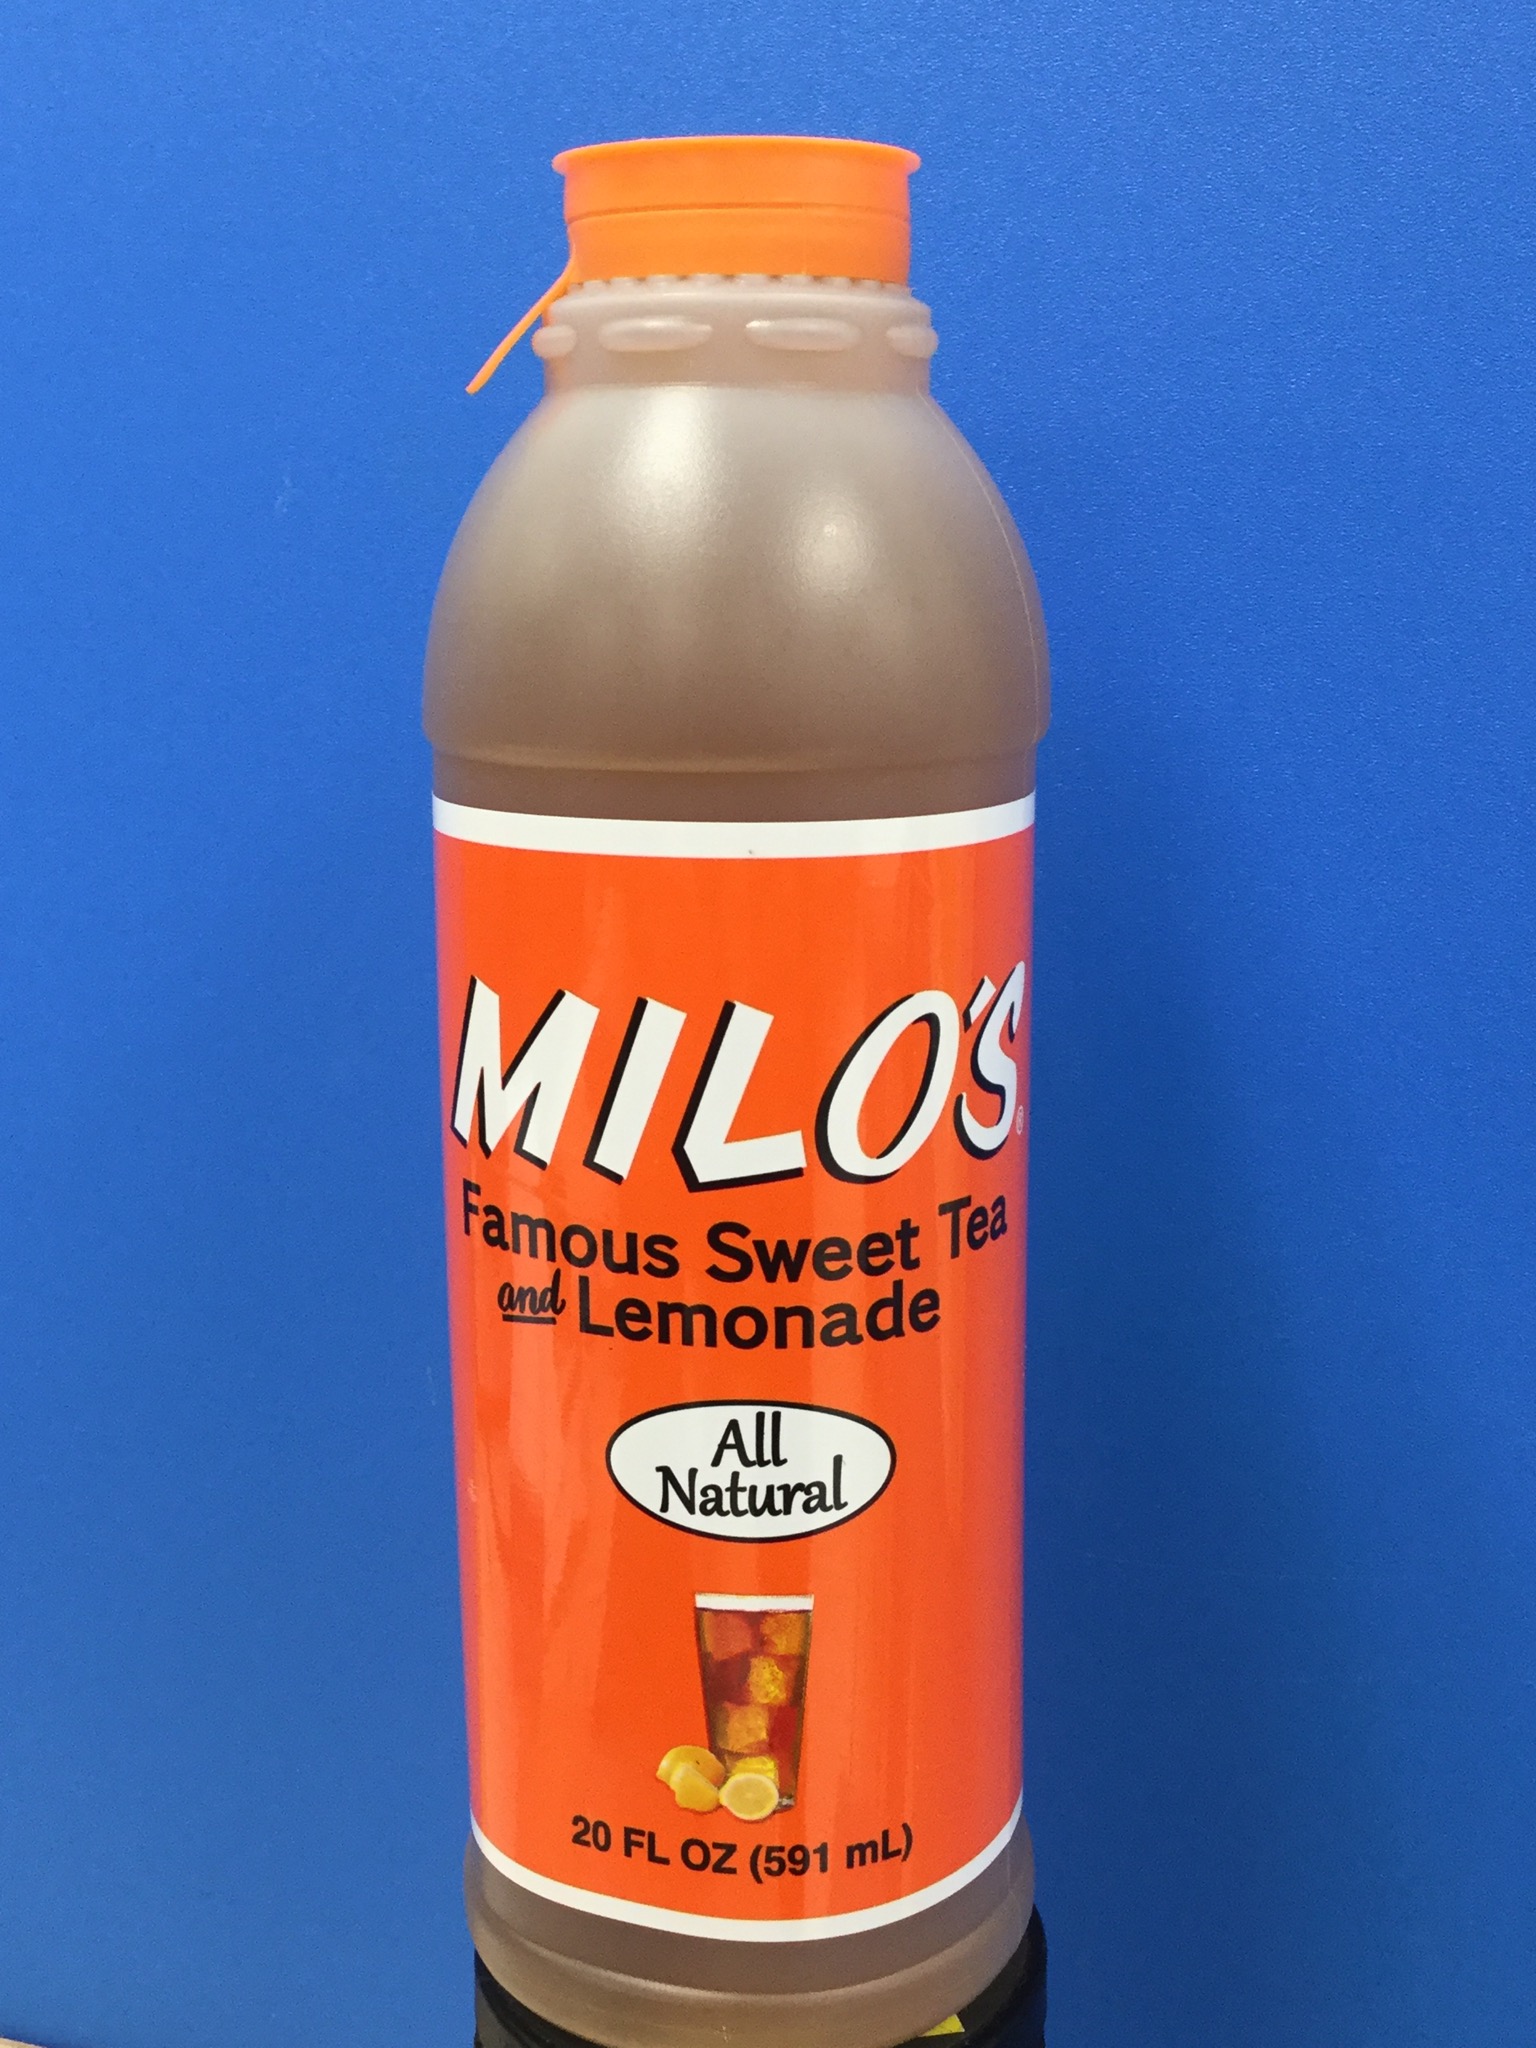 MILO'S®
Famous Sweet Tea
and Lemonade
All
Natural
20 FL OZ (591 mL)